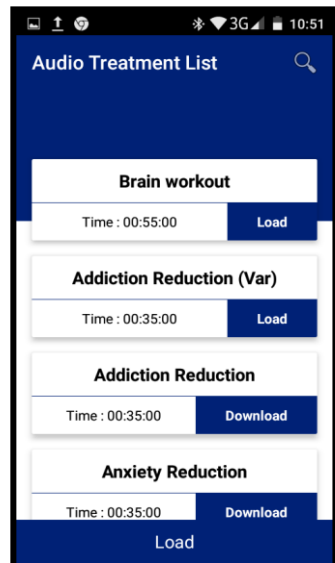 3G 10:51
Audio Treatment List
Brain workout
Time : 00:55:00 Load
Addiction Reduction (Var)
Time : 00:35:00 Load
Addiction Reduction
Time : 00:35:00 Download
Anxiety Reduction
Time : 00:35:00 Download
Load